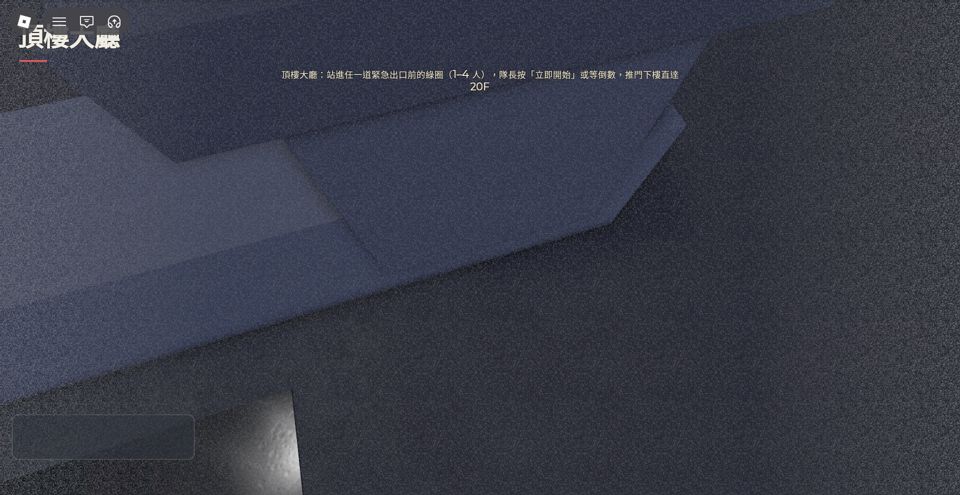 頂樓大廳
頂樓大廳：站進任一道緊急出口前的綠圈（1–4 人），隊長按「立即開始」或等倒數，推門下樓直達
20F